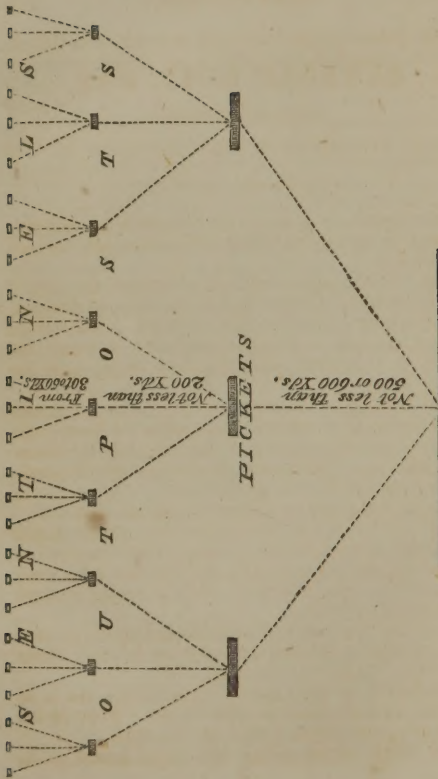 SENTINELS
From
30 to 60 Yds.
OUTPOSTS
Not less than
200 Yds.
PICKETS
Not less Than
500 or 600 Yds.